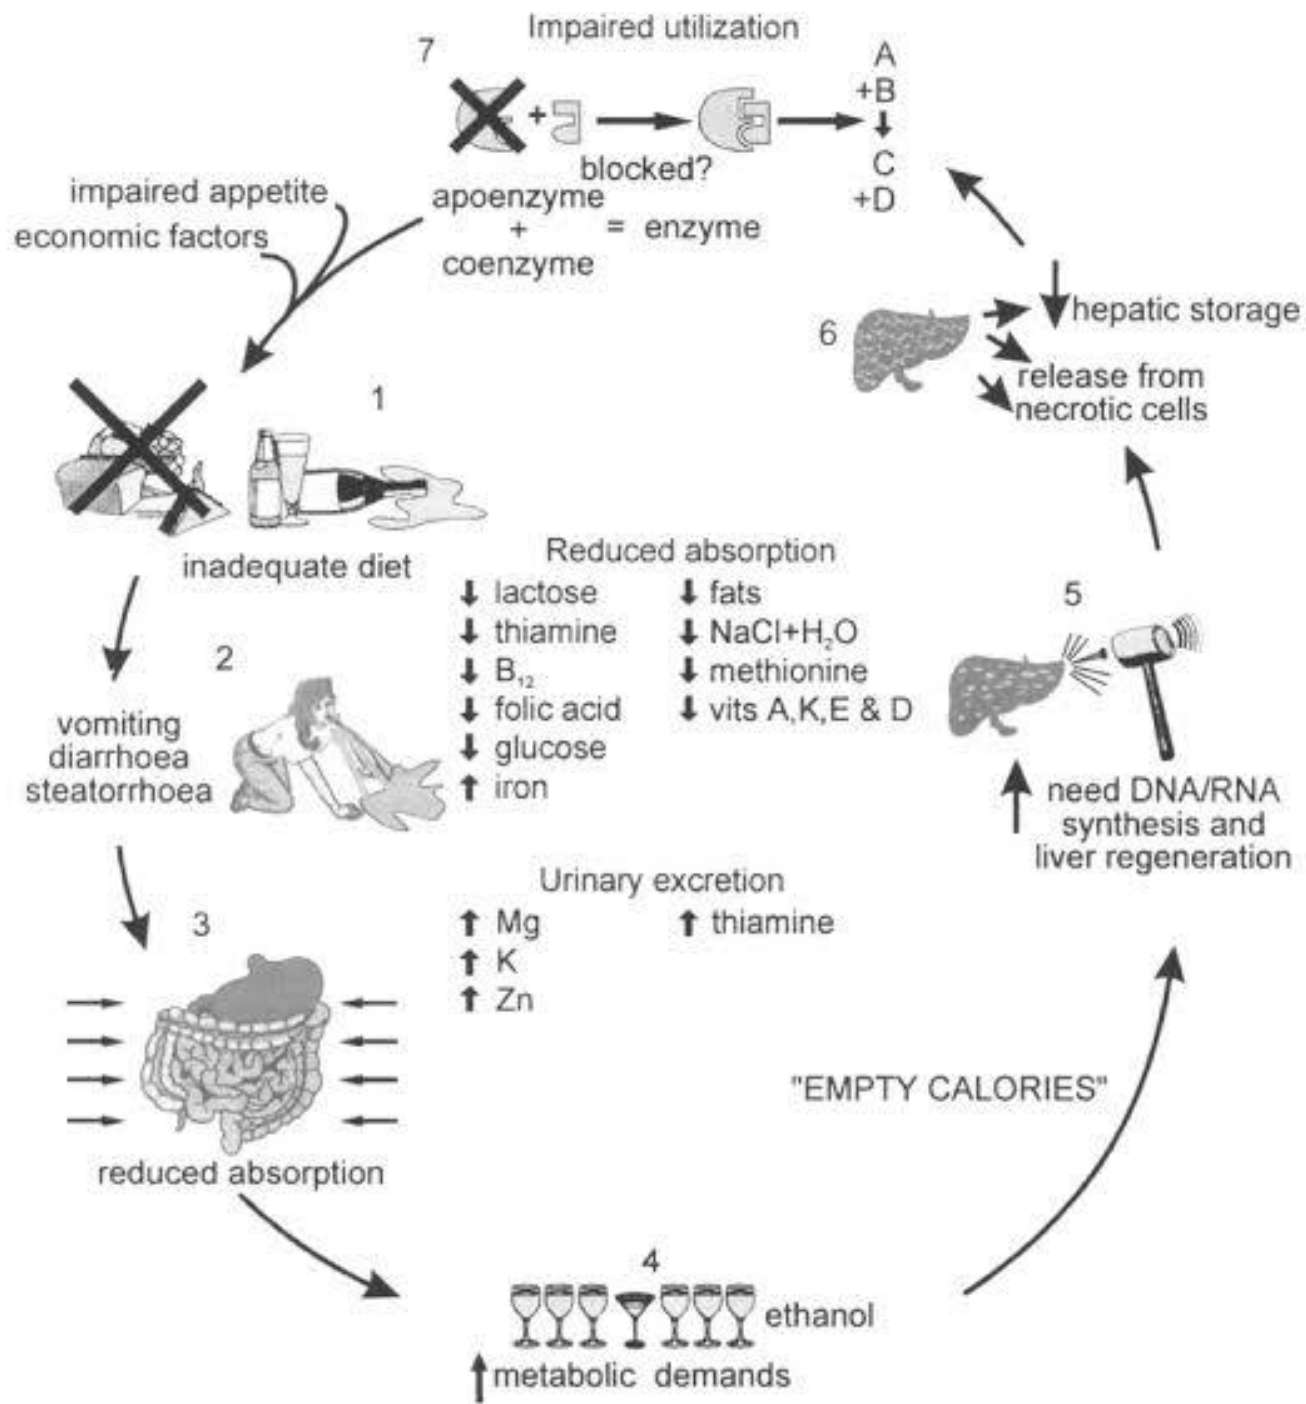 Impaired utilization
7
A
+B
+
blocked?
C
+D
impaired appetite
economic factors
apoenzyme
+ = enzyme
coenzyme
6
hepatic storage
release from
necrotic cells
1
inadequate diet
Reduced absorption
lactose
thiamine
B₁₂
folic acid
glucose
iron
fats
NaCl+H₂O
methionine
vits A,K,E & D
2
vomiting
diarrhoea
steatorrhoea
5
need DNA/RNA
synthesis and
liver regeneration
Urinary excretion
Mg
K
Zn
thiamine
3
reduced absorption
"EMPTY CALORIES"
4
ethanol
metabolic demands